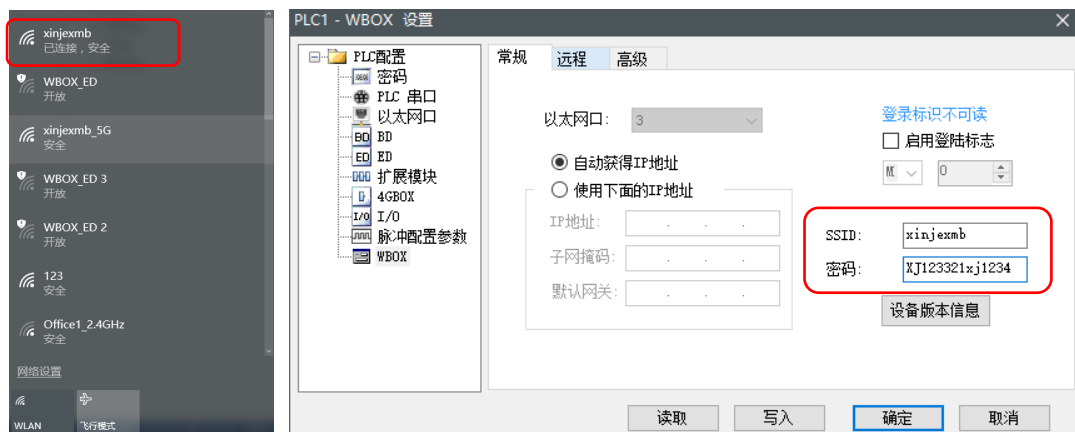 xinjexmb
已连接，安全
WBOX_ED
开放
xinjexmb_5G
安全
WBOX_ED 3
开放
WBOX_ED 2
开放
123
安全
Office1_2.4GHz
安全
网络设置
WLAN
飞行模式
PLC1 - WBOX 设置
PLC配置
密码
PLC 串口
以太网口
BD BD
ED ED
扩展模块
4GBOX
I/O I/O
脉冲配置参数
WBOX
常规 远程 高级
以太网口: 3
自动获得IP地址
使用下面的IP地址
IP地址:
子网掩码:
默认网关:
登录标识不可读
启用登陆标志
0
SSID: xinjexmb
密码: XJ123321xj1234
设备版本信息
读取 写入 确定 取消